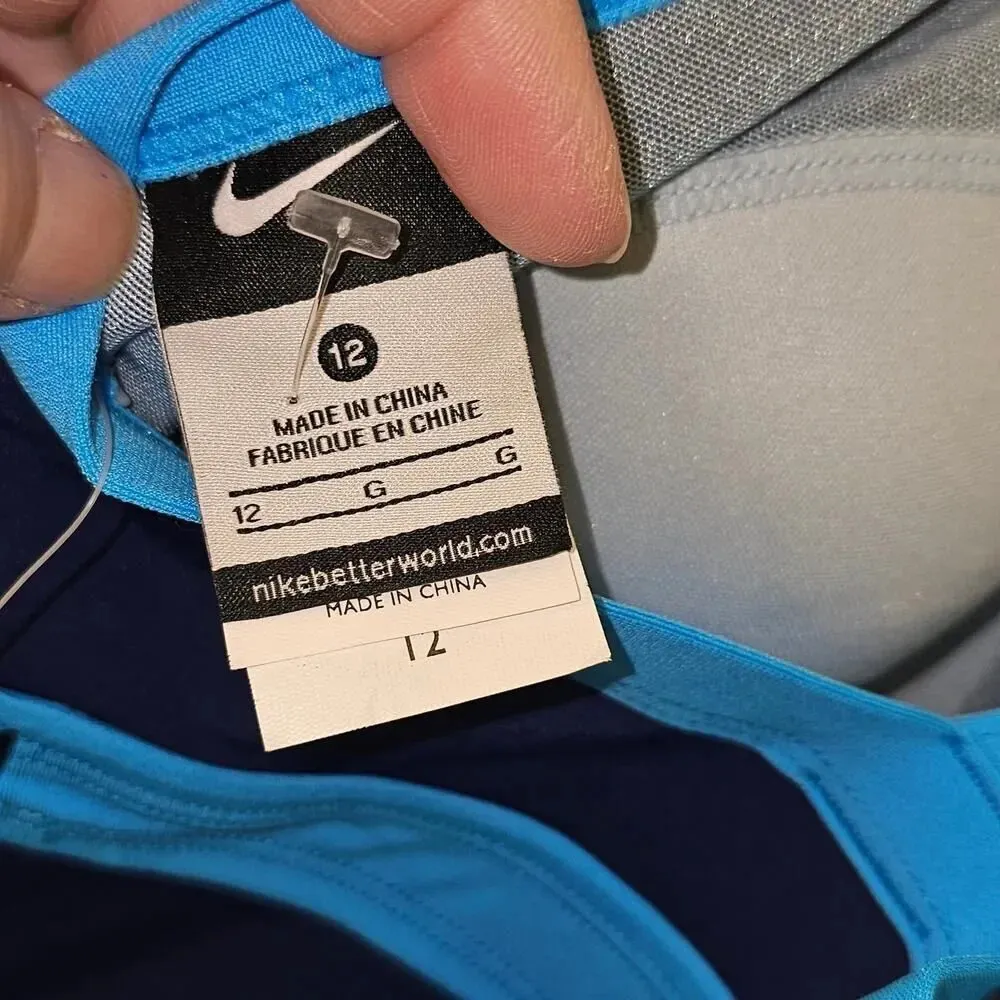 12
MADE IN CHINA
FABRIQUE EN CHINE
12 G G
nikebetterworld.com
MADE IN CHINA
12